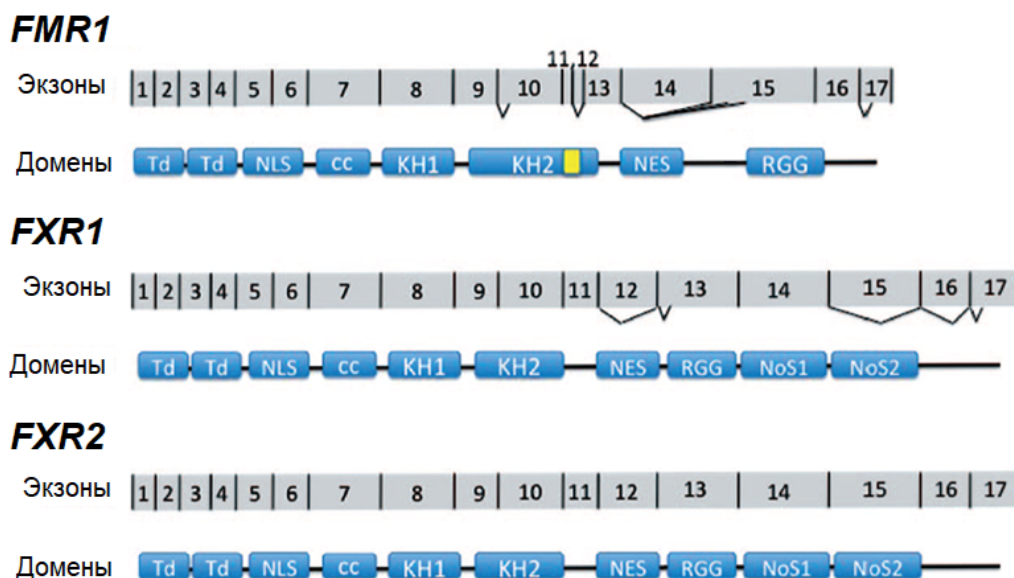 FMR1
Экзоны 1 2 3 4 5 6 7 8 9 10 11 12 13 14 15 16 17
Домены Td Td NLS cc KH1 KH2 NES RGG
FXR1
Экзоны 1 2 3 4 5 6 7 8 9 10 11 12 13 14 15 16 17
Домены Td Td NLS cc KH1 KH2 NES RGG NoS1 NoS2
FXR2
Экзоны 1 2 3 4 5 6 7 8 9 10 11 12 13 14 15 16 17
Домены Td Td NLS cc KH1 KH2 NES RGG NoS1 NoS2